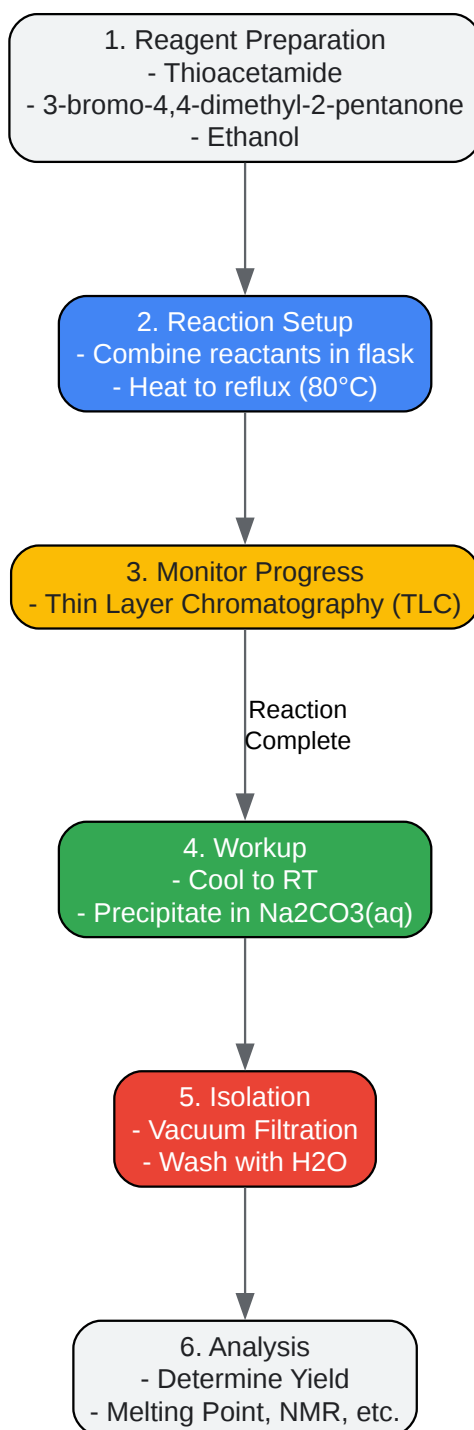 1. Reagent Preparation
- Thioacetamide
- 3-bromo-4,4-dimethyl-2-pentanone
- Ethanol
2. Reaction Setup
- Combine reactants in flask
- Heat to reflux (80°C)
3. Monitor Progress
- Thin Layer Chromatography (TLC)
Reaction
Complete
4. Workup
- Cool to RT
- Precipitate in Na2CO3(aq)
5. Isolation
- Vacuum Filtration
- Wash with H2O
6. Analysis
- Determine Yield
- Melting Point, NMR, etc.